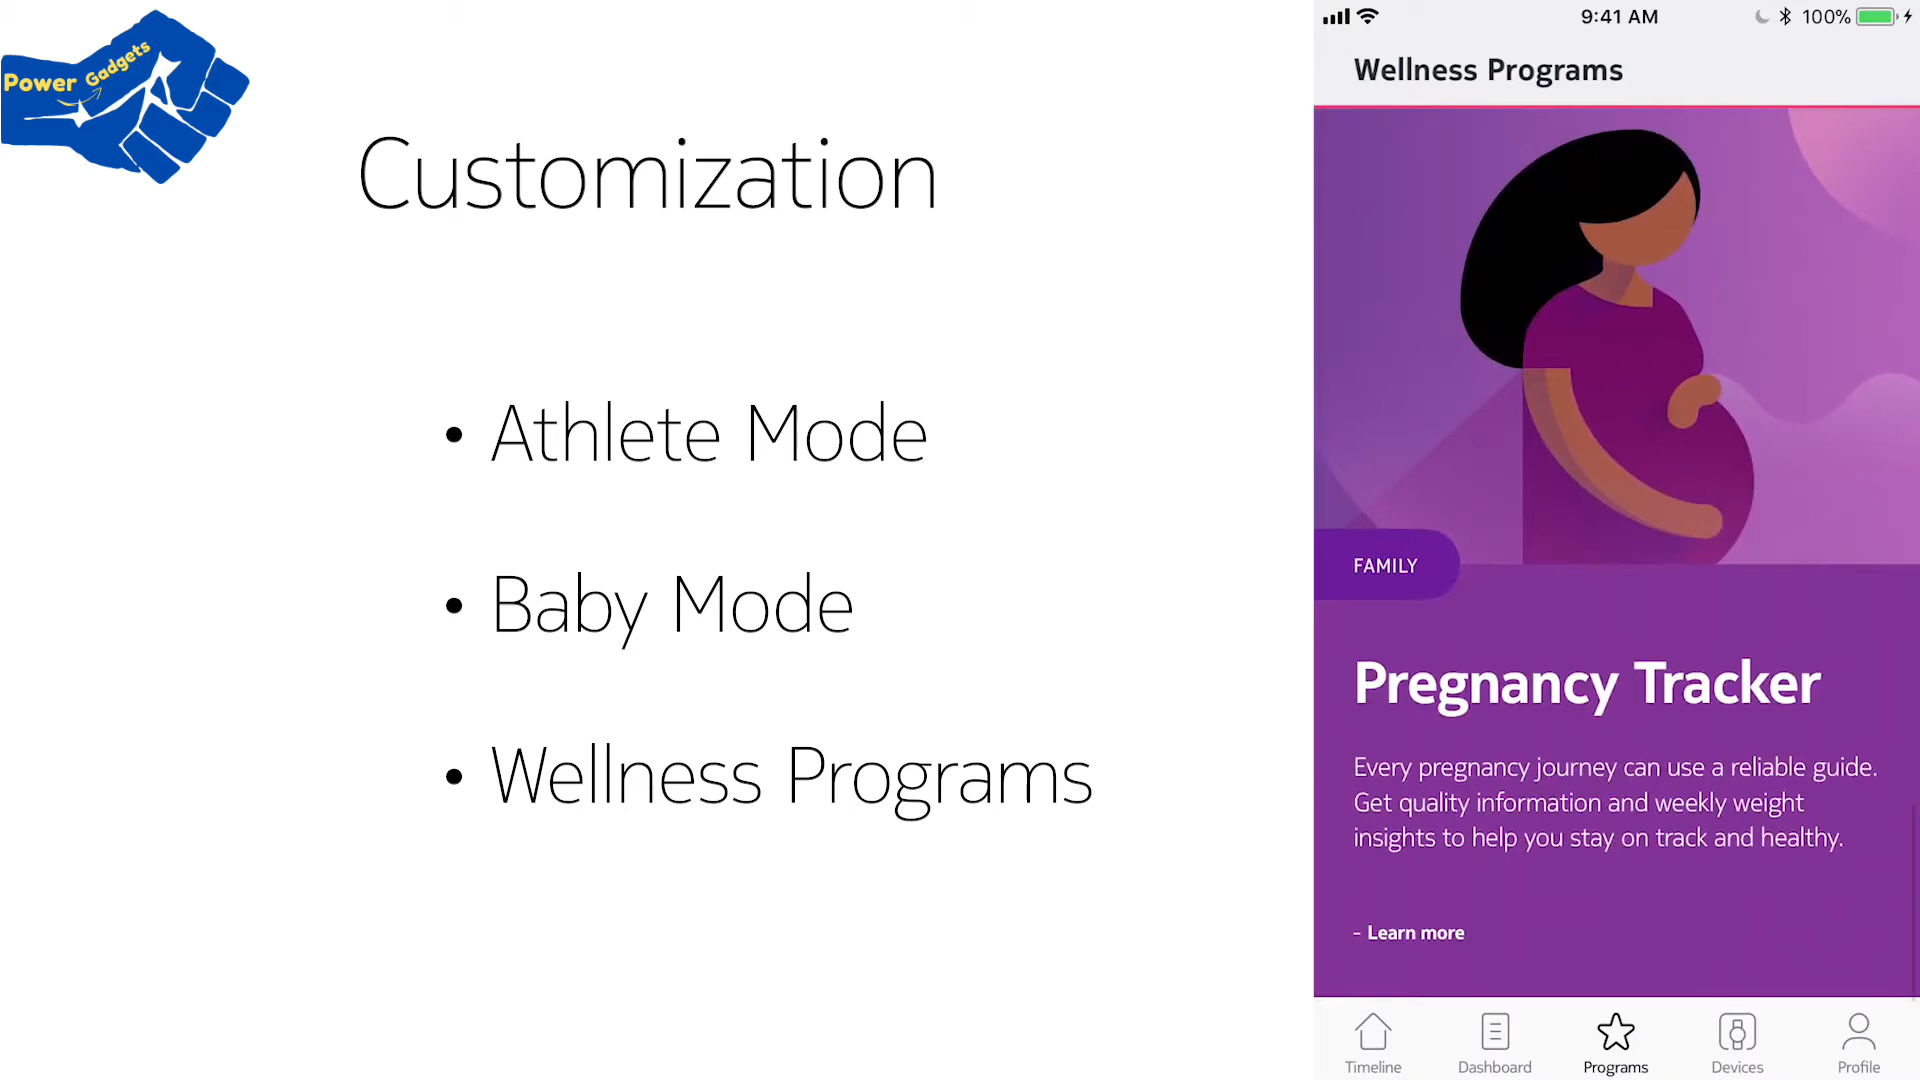 Power Gadgets
Customization
• Athlete Mode
• Baby Mode
• Wellness Programs
9:41 AM
100%
Wellness Programs
FAMILY
Pregnancy Tracker
Every pregnancy journey can use a reliable guide.
Get quality information and weekly weight
insights to help you stay on track and healthy.
- Learn more
Timeline
Dashboard
Programs
Devices
Profile